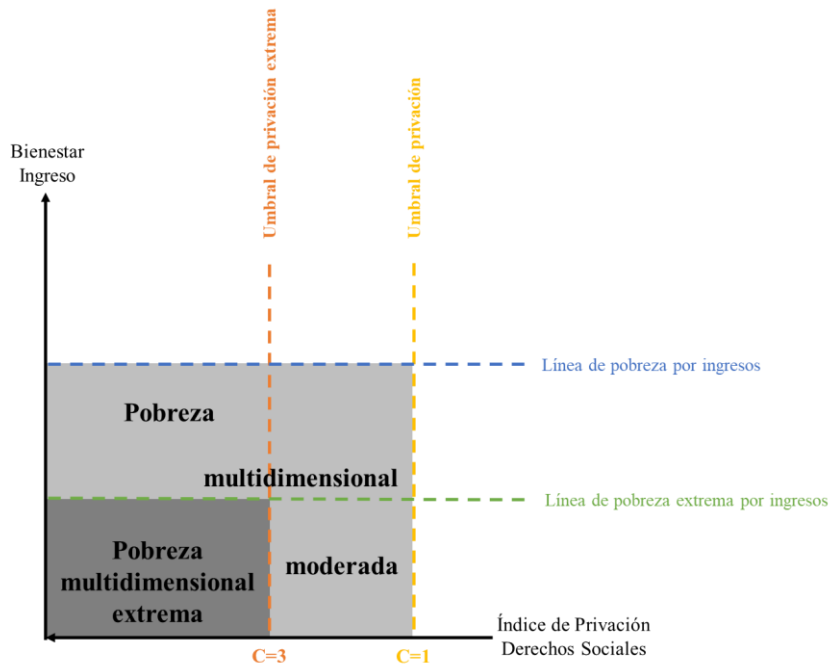 Umbral de privación extrema
Umbral de privación
Bienestar
Ingreso
Línea de pobreza por ingresos
Pobreza
multidimensional
Línea de pobreza extrema por ingresos
Pobreza
multidimensional
extrema
moderada
Índice de Privación
Derechos Sociales
C=3
C=1